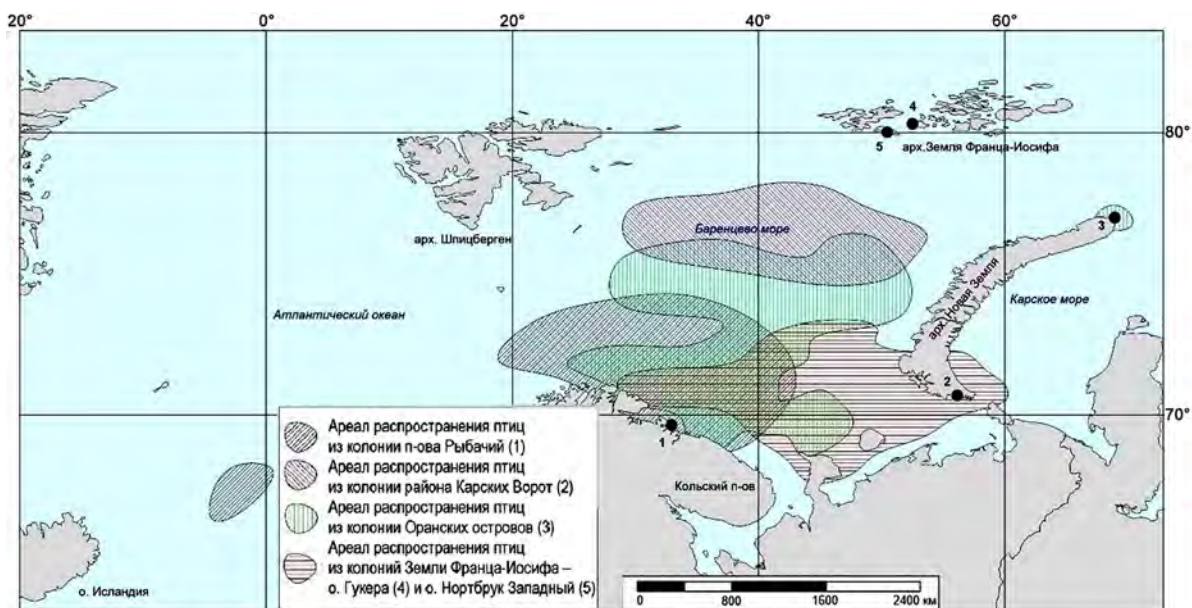 20° 0° 20° 40° 60°
4
80°
5 арх.Земля Франца-Иосифа
3
Баренцево море
арх. Шпицберген
арх. Новая Земля
Карское море
Атлантический океан
2
70° 70°
1
Ареал распространения птиц
из колонии п-ова Рыбачий (1)
Ареал распространения птиц
из колонии района Карских Ворот (2)
Ареал распространения птиц
из колонии Оранских островов (3)
Ареал распространения птиц
из колоний Земли Франца-Иосифа –
о. Гукера (4) и о. Нортбрук Западный (5)
Кольский п-ов
о. Исландия
0 800 1600 2400 км